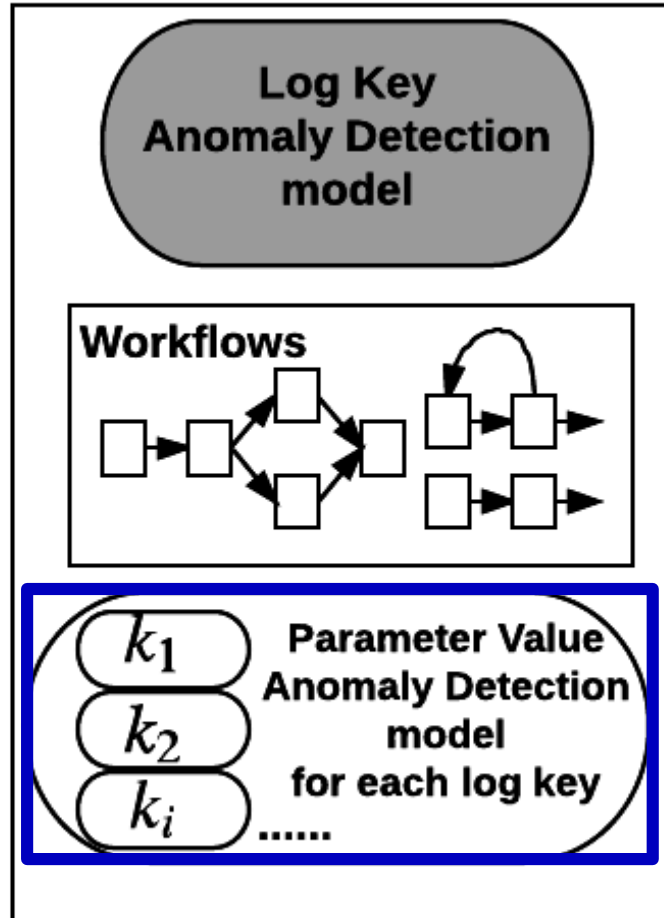 Log Key
Anomaly Detection
model
Workflows
k1
k2
ki
Parameter Value
Anomaly Detection
model
for each log key
......